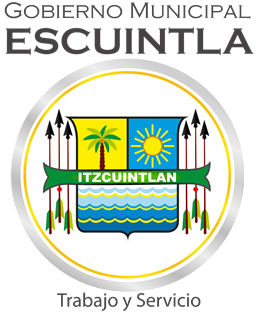 GOBIERNO MUNICIPAL
ESCUINTLA
ITZCUINTLAN
Trabajo y Servicio